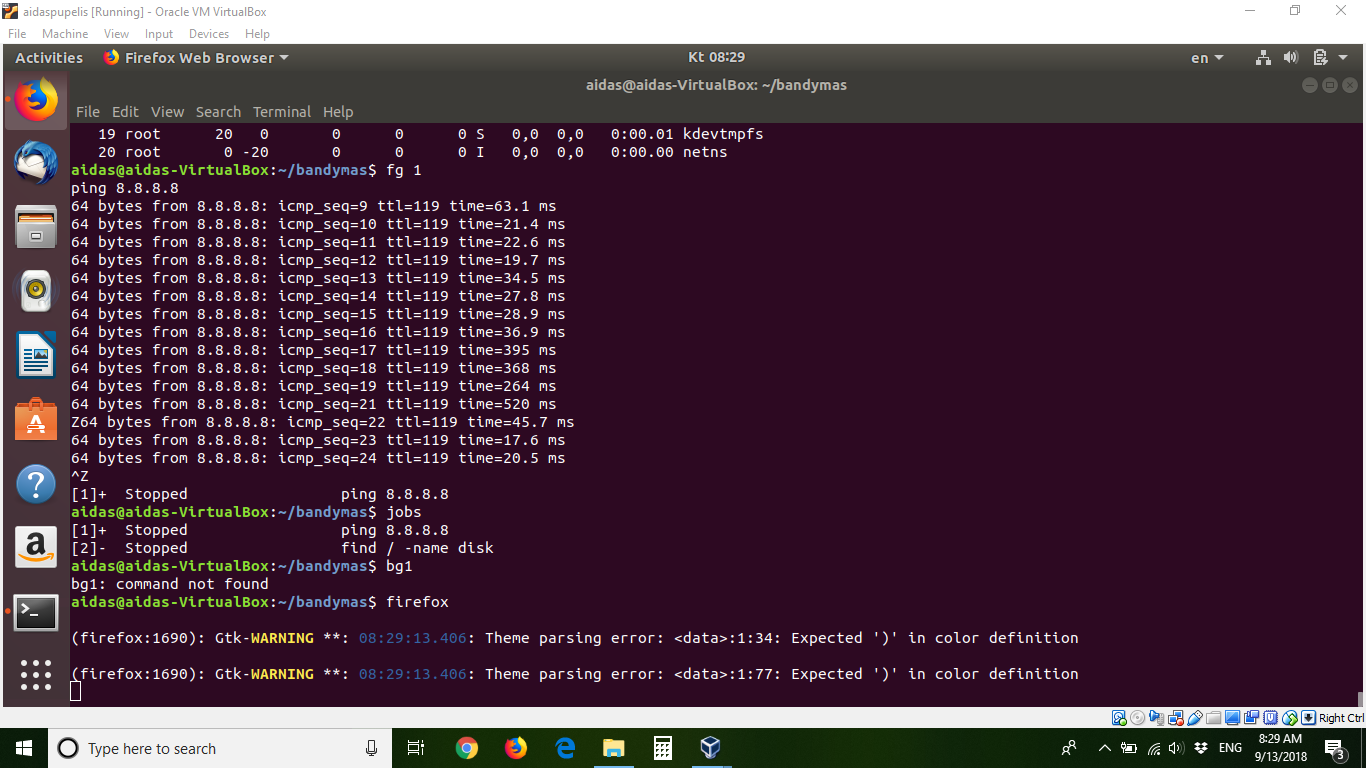 aidaspupelis [Running] - Oracle VM VirtualBox
File Machine View Input Devices Help
Activities Firefox Web Browser Kt 08:29 en
aidas@aidas-VirtualBox: ~/bandymas
File Edit View Search Terminal Help
19 root 20 0 0 0 0 S 0,0 0,0 0:00.01 kdevtmpfs
20 root 0 -20 0 0 0 I 0,0 0,0 0:00.00 netns
aidas@aidas-VirtualBox:~/bandymas$ fg 1
ping 8.8.8.8
64 bytes from 8.8.8.8: icmp_seq=9 ttl=119 time=63.1 ms
64 bytes from 8.8.8.8: icmp_seq=10 ttl=119 time=21.4 ms
64 bytes from 8.8.8.8: icmp_seq=11 ttl=119 time=22.6 ms
64 bytes from 8.8.8.8: icmp_seq=12 ttl=119 time=19.7 ms
64 bytes from 8.8.8.8: icmp_seq=13 ttl=119 time=34.5 ms
64 bytes from 8.8.8.8: icmp_seq=14 ttl=119 time=27.8 ms
64 bytes from 8.8.8.8: icmp_seq=15 ttl=119 time=28.9 ms
64 bytes from 8.8.8.8: icmp_seq=16 ttl=119 time=36.9 ms
64 bytes from 8.8.8.8: icmp_seq=17 ttl=119 time=395 ms
64 bytes from 8.8.8.8: icmp_seq=18 ttl=119 time=368 ms
64 bytes from 8.8.8.8: icmp_seq=19 ttl=119 time=264 ms
64 bytes from 8.8.8.8: icmp_seq=21 ttl=119 time=520 ms
Z64 bytes from 8.8.8.8: icmp_seq=22 ttl=119 time=45.7 ms
64 bytes from 8.8.8.8: icmp_seq=23 ttl=119 time=17.6 ms
64 bytes from 8.8.8.8: icmp_seq=24 ttl=119 time=20.5 ms
^Z
[1]+ Stopped ping 8.8.8.8
aidas@aidas-VirtualBox:~/bandymas$ jobs
[1]+ Stopped ping 8.8.8.8
[2]- Stopped find / -name disk
aidas@aidas-VirtualBox:~/bandymas$ bg1
bg1: command not found
aidas@aidas-VirtualBox:~/bandymas$ firefox
(firefox:1690): Gtk-WARNING **: 08:29:13.406: Theme parsing error: <data>:1:34: Expected ')' in color definition
(firefox:1690): Gtk-WARNING **: 08:29:13.406: Theme parsing error: <data>:1:77: Expected ')' in color definition
Right Ctrl
Type here to search
ENG
8:29 AM
9/13/2018
3